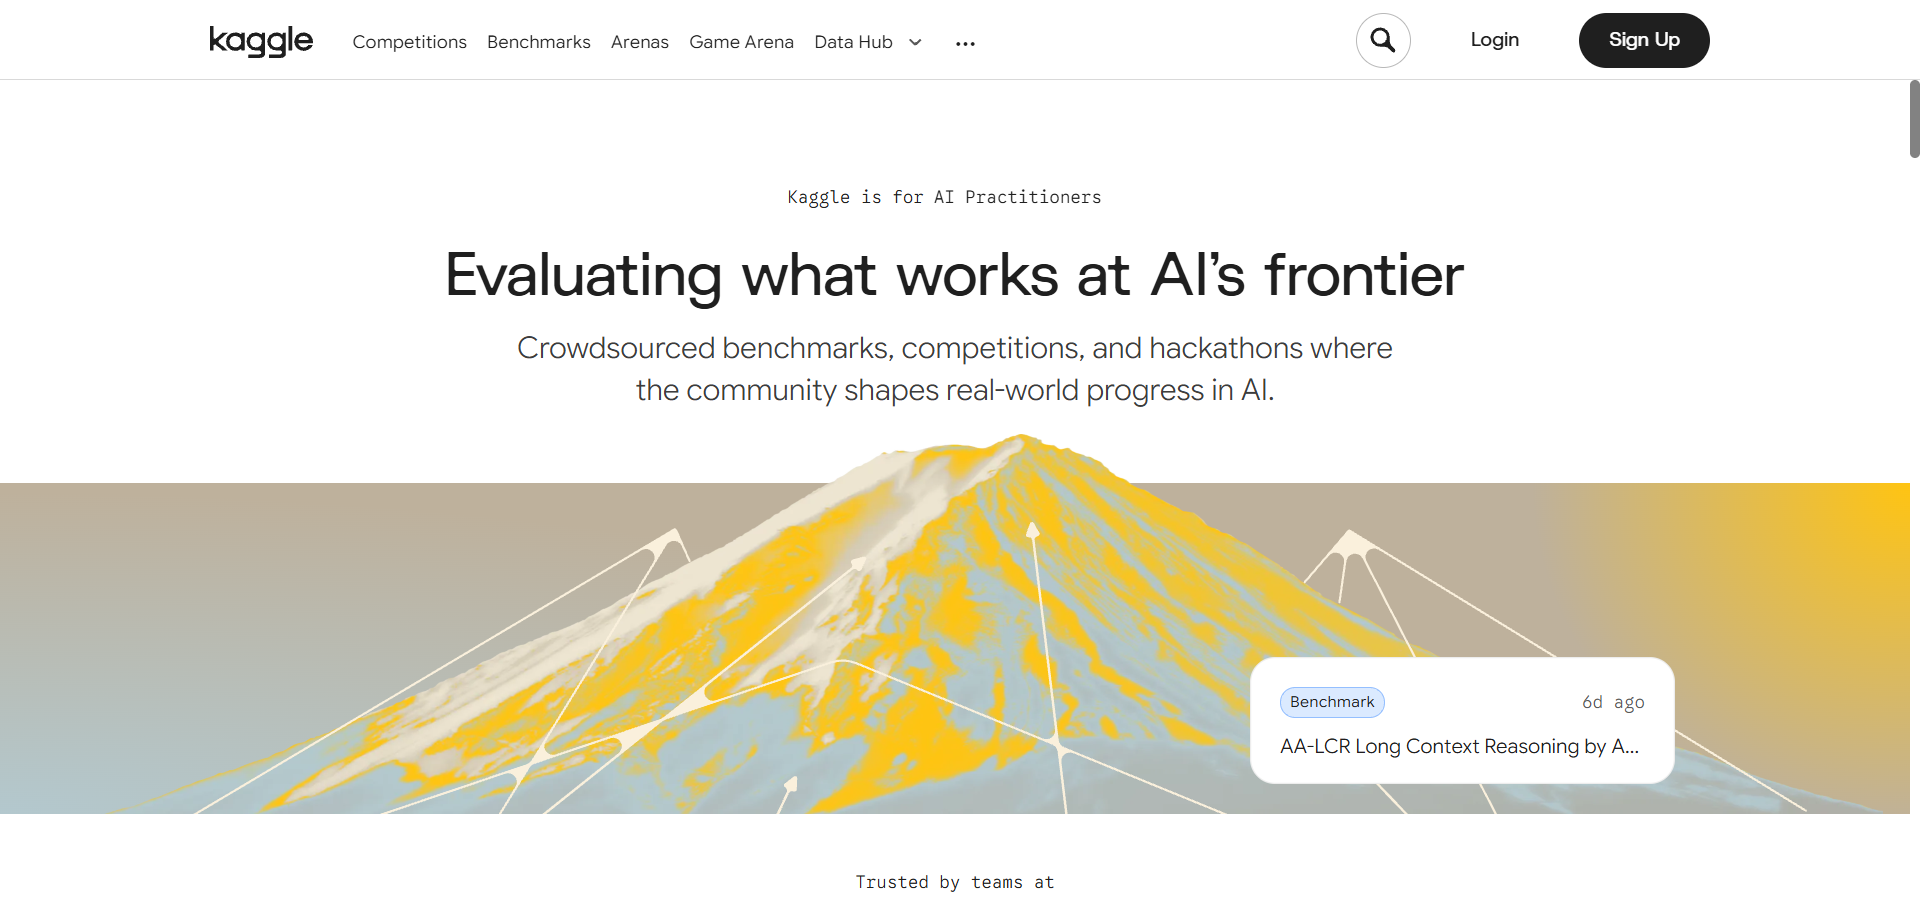 kaggle Competitions Benchmarks Arenas Game Arena Data Hub ... Login Sign Up
Kaggle is for AI Practitioners
Evaluating what works at AI’s frontier
Crowdsourced benchmarks, competitions, and hackathons where
the community shapes real-world progress in AI.
Benchmark 6d ago
AA-LCR Long Context Reasoning by A...
Trusted by teams at